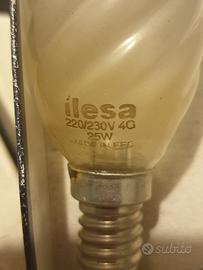 ilesa
220/230V 4G
25W
MADE IN EEC
subito